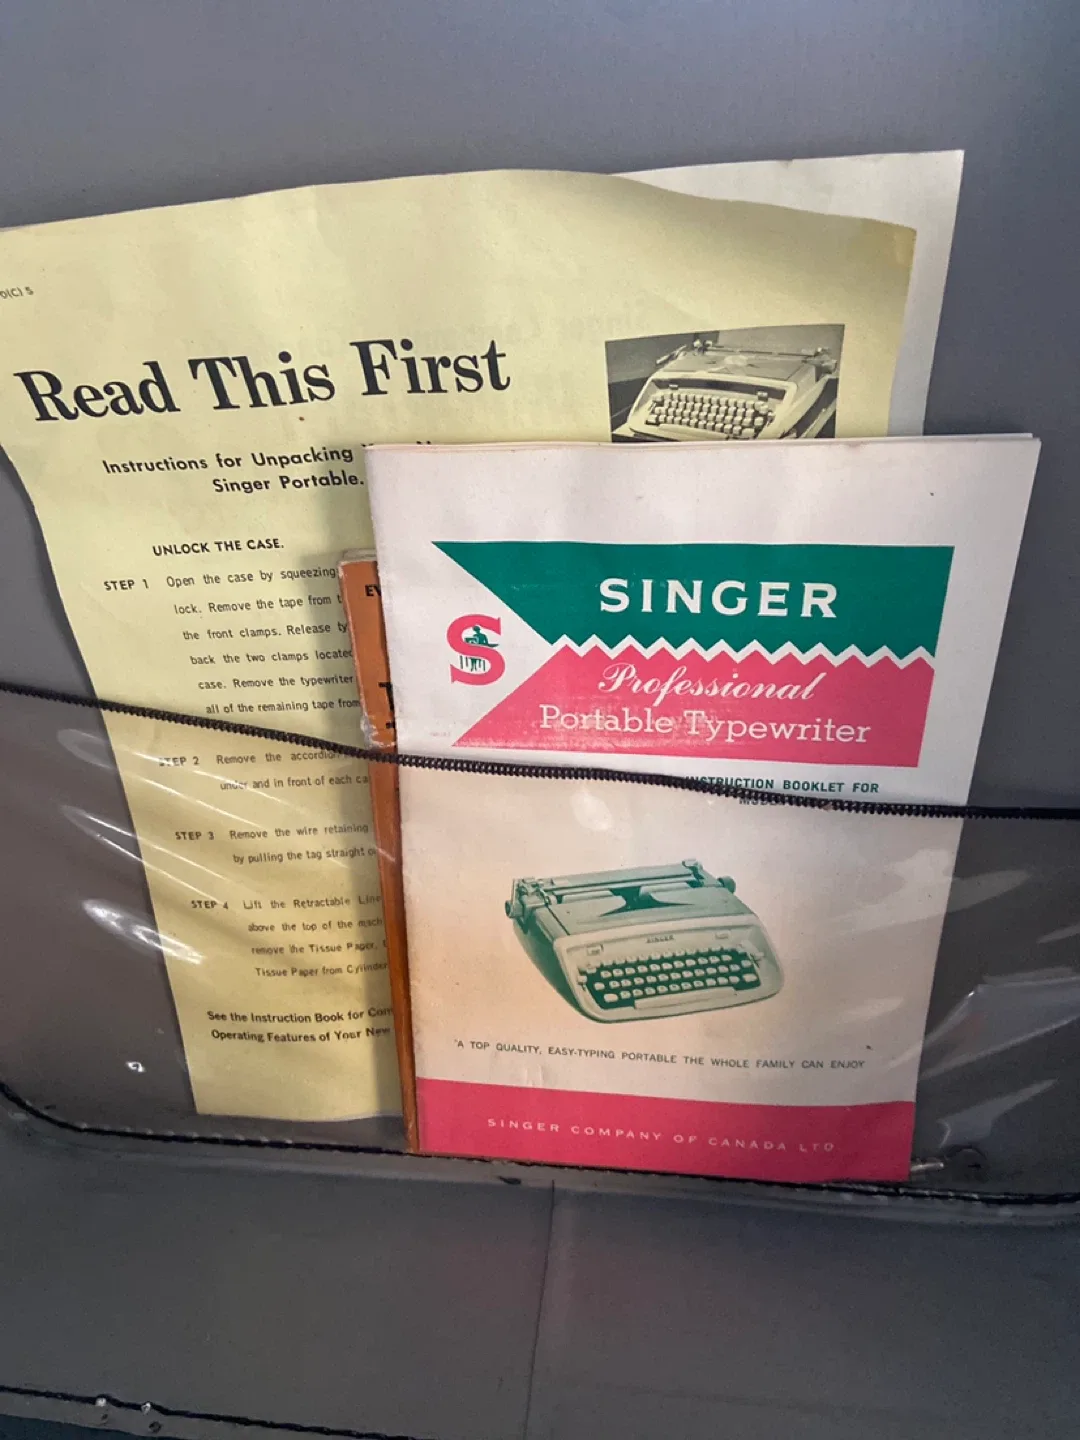 Read This First
Instructions for Unpacking
Singer Portable.
UNLOCK THE CASE.
STEP 1 Open the case by squeezing
lock. Remove the tape from
the front clamps. Release
back the two clamps located
case. Remove the typewriter
all of the remaining tape from
STEP 2 Remove the accordion
under and in front of each
STEP 3 Remove the wire retaining
by pulling the tag straight
STEP 4 Lift the Retractable Line
above the top of the
remove the Tissue Paper,
Tissue Paper from Cylinder
See the Instruction Book for
Operating Features of Your New
SINGER
S
Professional
Portable Typewriter
INSTRUCTION BOOKLET FOR
SINGER
"A TOP QUALITY, EASY-TYPING PORTABLE THE WHOLE FAMILY CAN ENJOY
SINGER COMPANY OF CANADA LTD